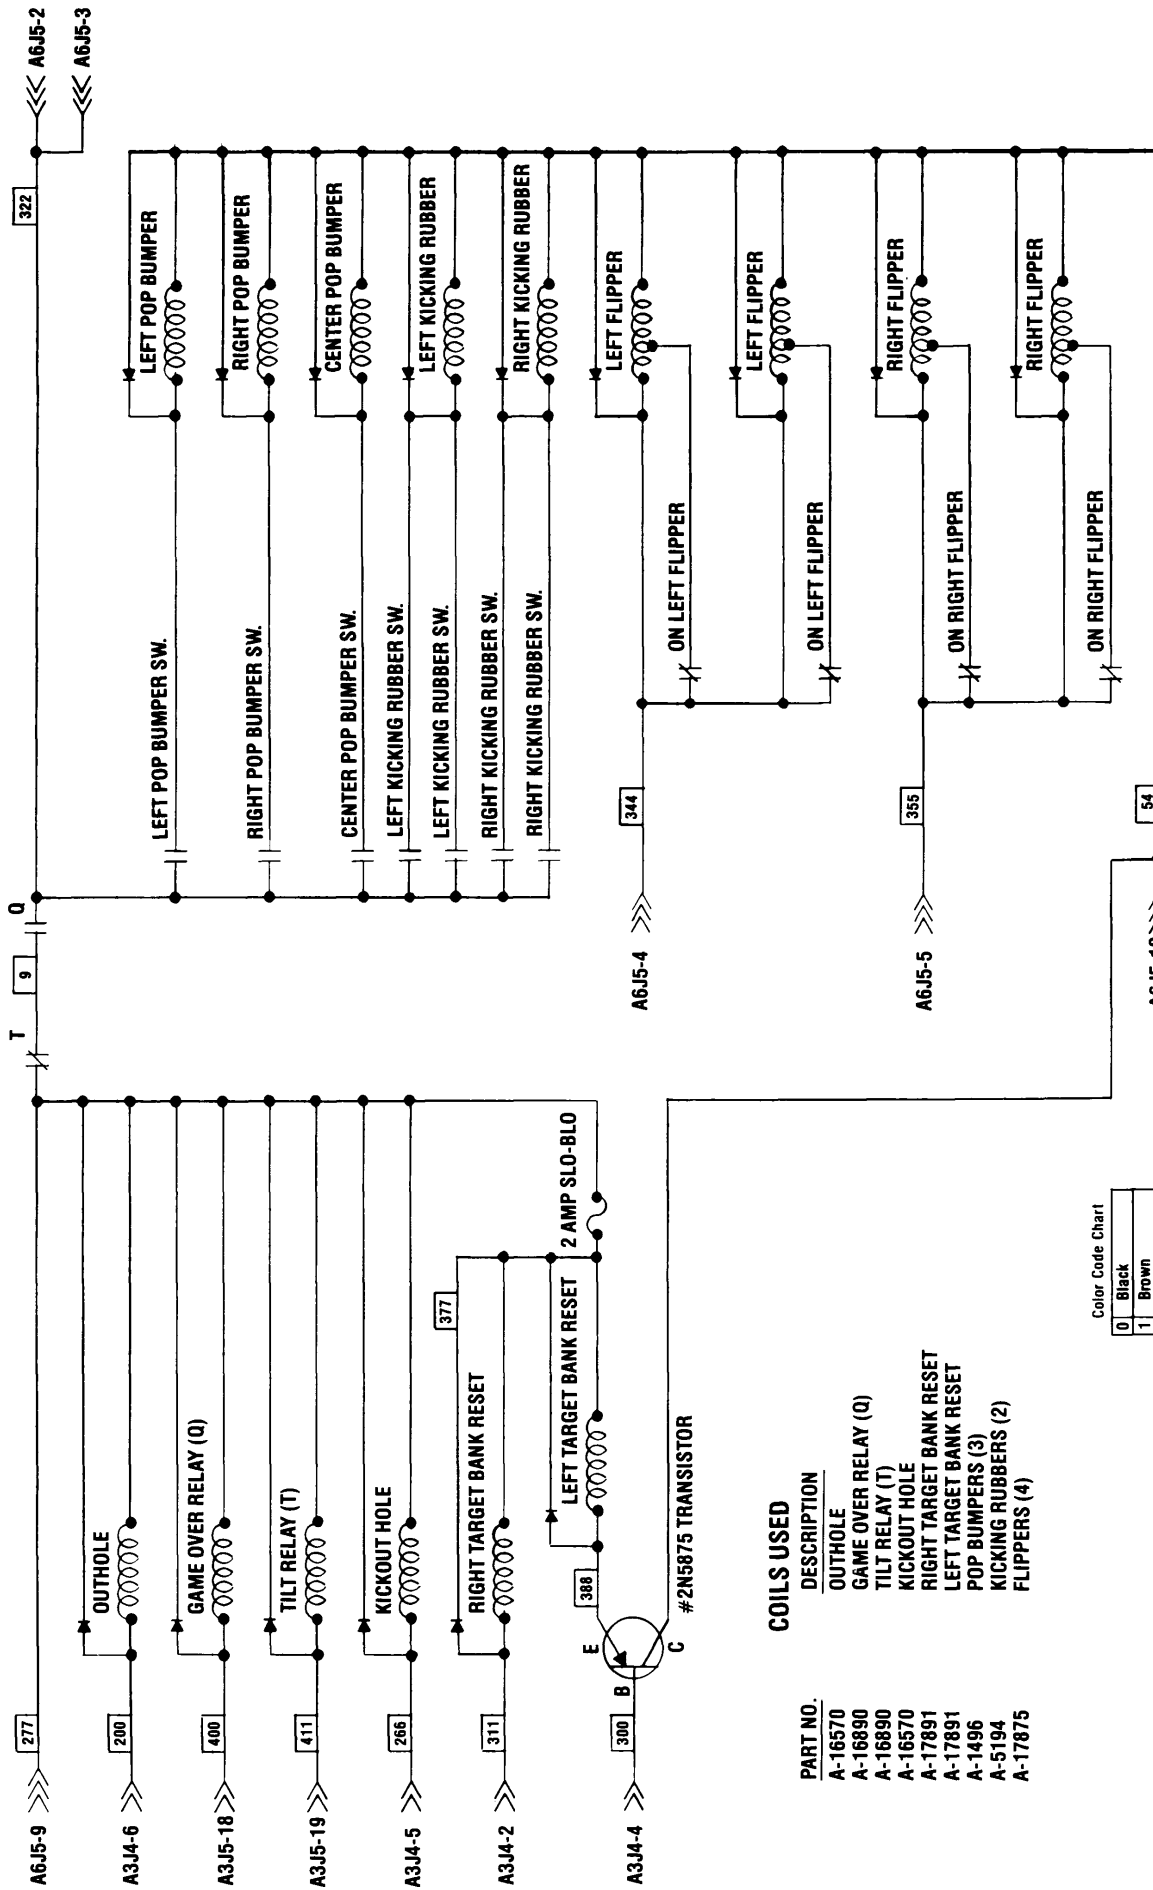 A6J5-9
277
T
9
Q
322
A6J5-2
A6J5-3
A3J4-6
200
OUTHOLE
A3J5-18
400
GAME OVER RELAY (Q)
A3J5-19
411
TILT RELAY (T)
A3J4-5
266
KICKOUT HOLE
A3J4-2
311
RIGHT TARGET BANK RESET
377
A3J4-4
300
B
E
C
388
LEFT TARGET BANK RESET
2 AMP SLO-BLO
#2N5875 TRANSISTOR
LEFT POP BUMPER SW.
LEFT POP BUMPER
RIGHT POP BUMPER SW.
RIGHT POP BUMPER
CENTER POP BUMPER SW.
CENTER POP BUMPER
LEFT KICKING RUBBER SW.
LEFT KICKING RUBBER SW.
LEFT KICKING RUBBER
RIGHT KICKING RUBBER SW.
RIGHT KICKING RUBBER SW.
RIGHT KICKING RUBBER
A6J5-4
344
LEFT FLIPPER
ON LEFT FLIPPER
LEFT FLIPPER
ON LEFT FLIPPER
A6J5-5
355
RIGHT FLIPPER
ON RIGHT FLIPPER
RIGHT FLIPPER
ON RIGHT FLIPPER
54
COILS USED
PART NO. DESCRIPTION
A-16570 OUTHOLE
A-16890 GAME OVER RELAY (Q)
A-16890 TILT RELAY (T)
A-16570 KICKOUT HOLE
A-17891 RIGHT TARGET BANK RESET
A-17891 LEFT TARGET BANK RESET
A-1496 POP BUMPERS (3)
A-5194 KICKING RUBBERS (2)
A-17875 FLIPPERS (4)
Color Code Chart
0 Black
1 Brown